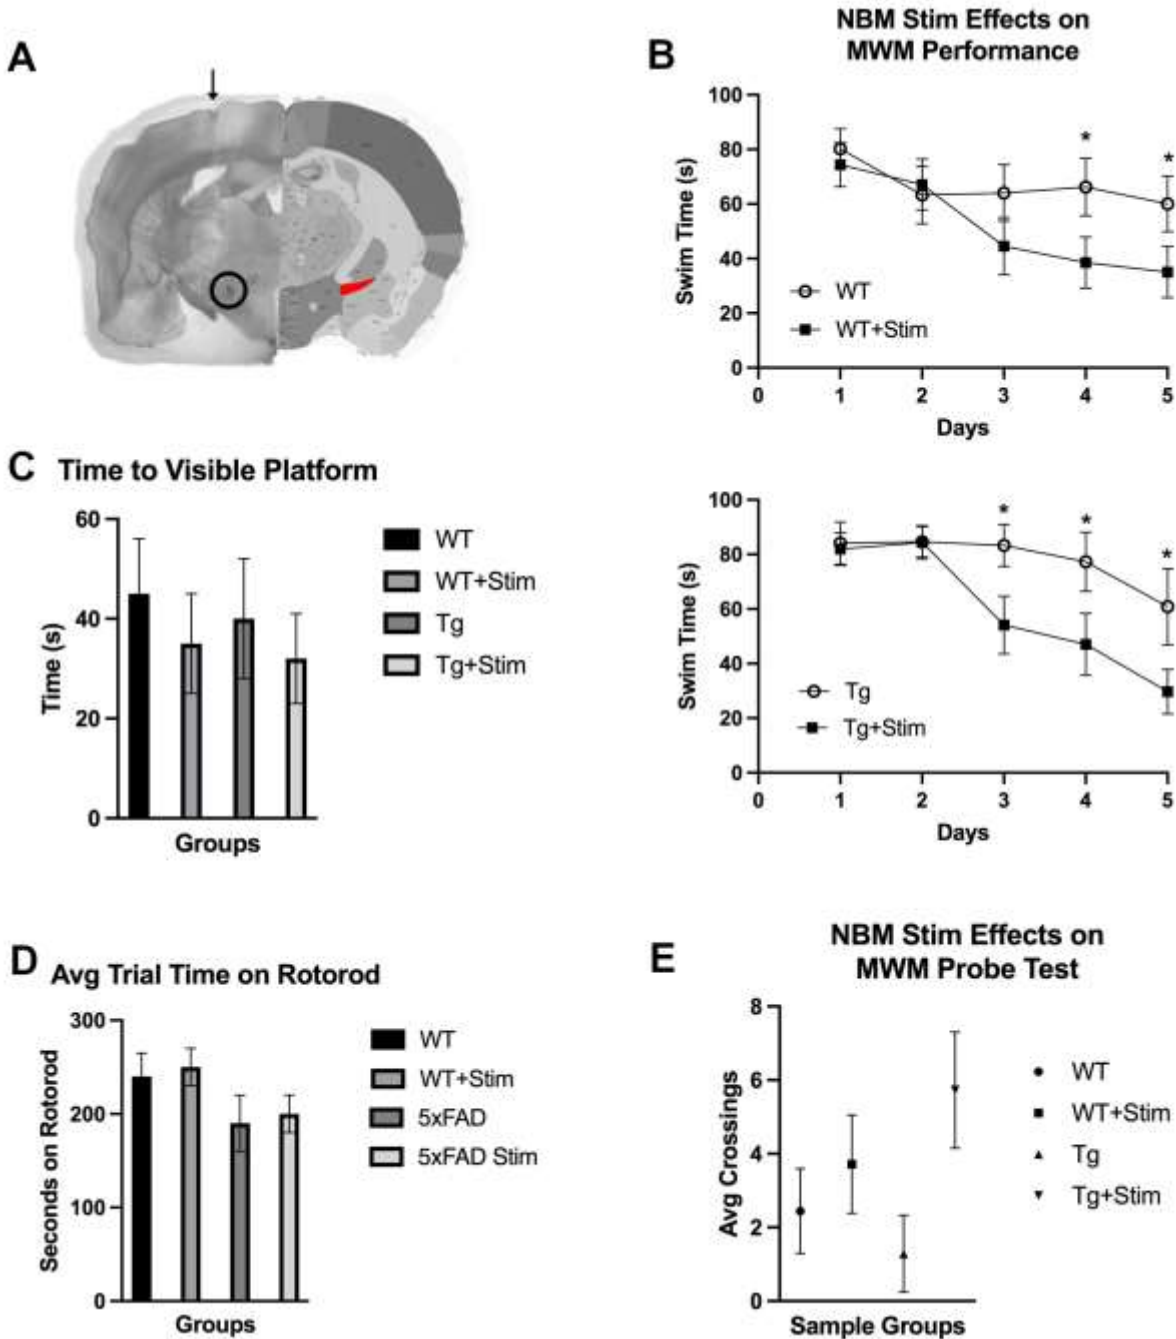 A
B
NBM Stim Effects on
MWM Performance
100
80
60
40
20
0
Swim Time (s)
*
*
WT
WT+Stim
0 1 2 3 4 5
Days
C
Time to Visible Platform
60
40
20
0
Time (s)
Groups
WT
WT+Stim
Tg
Tg+Stim
100
80
60
40
20
0
Swim Time (s)
*
*
*
Tg
Tg+Stim
0 1 2 3 4 5
Days
D
Avg Trial Time on Rotorod
300
200
100
0
Seconds on Rotorod
Groups
WT
WT+Stim
5xFAD
5xFAD Stim
E
NBM Stim Effects on
MWM Probe Test
8
6
4
2
0
Avg Crossings
Sample Groups
WT
WT+Stim
Tg
Tg+Stim